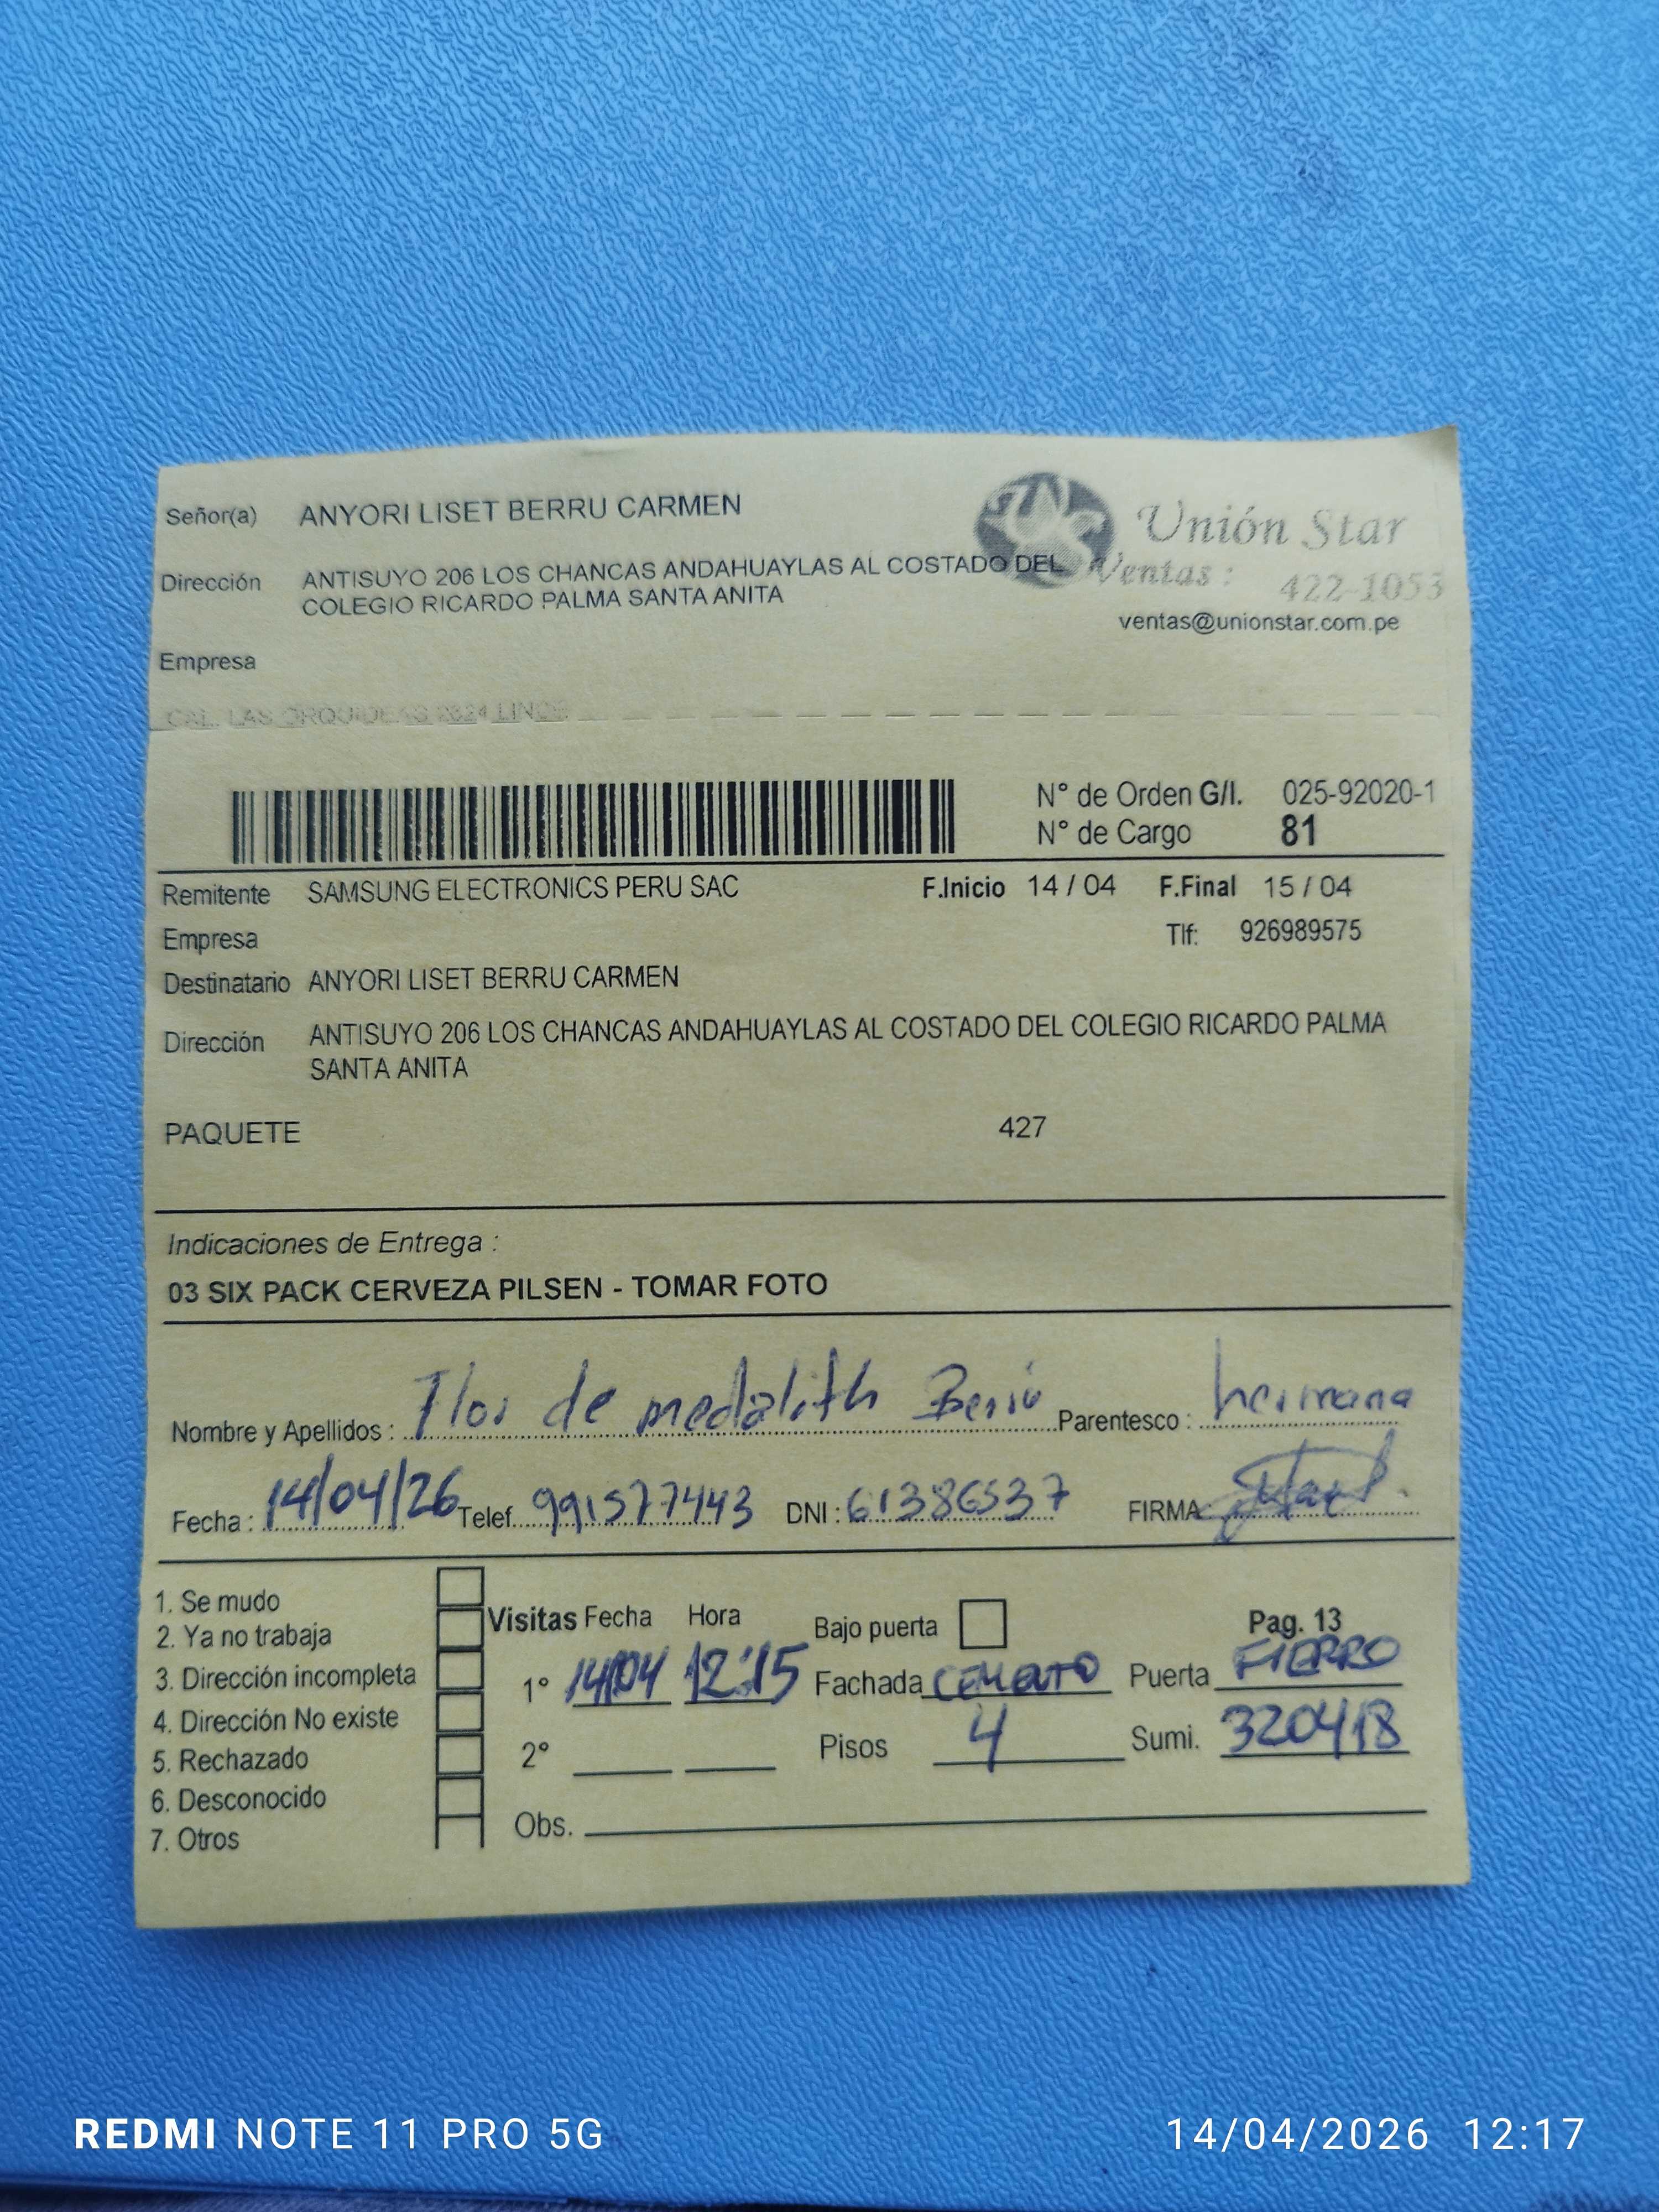 Señor(a) ANYORI LISET BERRU CARMEN
Unión Star
Dirección ANTISUYO 206 LOS CHANCAS ANDAHUAYLAS AL COSTADO DEL
COLEGIO RICARDO PALMA SANTA ANITA
Ventas : 422-1053
ventas@unionstar.com.pe
Empresa
CAL. LAS ORQUIDEAS 2624 LINCE
N° de Orden G/I. 025-92020-1
N° de Cargo 81
Remitente SAMSUNG ELECTRONICS PERU SAC F.Inicio 14 / 04 F.Final 15 / 04
Empresa Tlf: 926989575
Destinatario ANYORI LISET BERRU CARMEN
Dirección ANTISUYO 206 LOS CHANCAS ANDAHUAYLAS AL COSTADO DEL COLEGIO RICARDO PALMA
SANTA ANITA
PAQUETE 427
Indicaciones de Entrega :
03 SIX PACK CERVEZA PILSEN - TOMAR FOTO
Nombre y Apellidos : Flor de medalith Berru Parentesco : hermana
Fecha : 14/04/26 Telef. 991577443 DNI : 61386537 FIRMA:
1. Se mudo
2. Ya no trabaja
3. Dirección incompleta
4. Dirección No existe
5. Rechazado
6. Desconocido
7. Otros
Visitas Fecha Hora Bajo puerta Pag. 13
1° 14/04 12:15 Fachada CEMENTO Puerta FIERRO
2° Pisos 4 Sumi. 320418
Obs.
REDMI NOTE 11 PRO 5G 14/04/2026 12:17